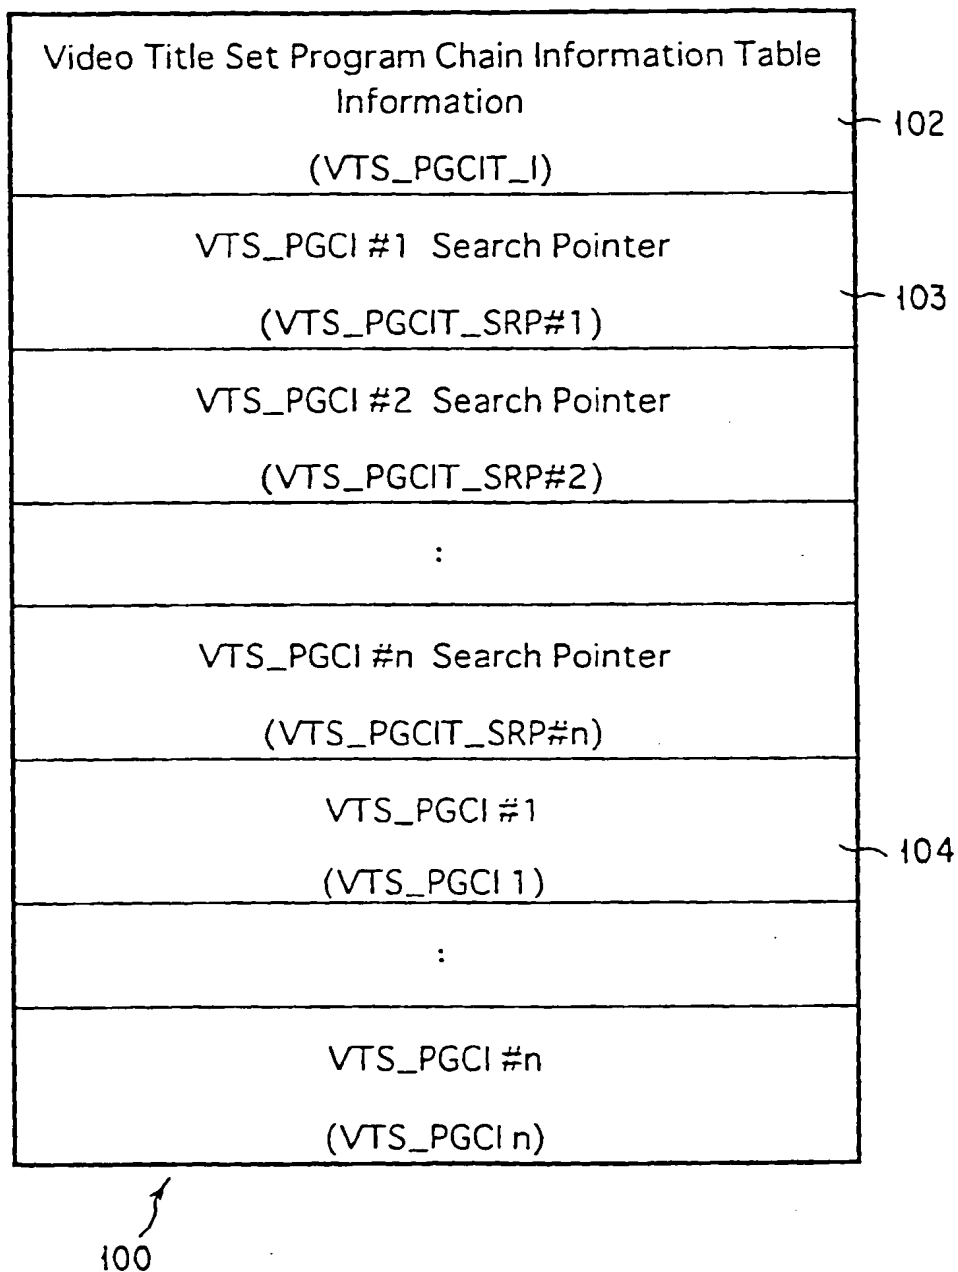 Video Title Set Program Chain Information Table
Information
(VTS_PGCIT_I)
102
VTS_PGCI #1 Search Pointer
(VTS_PGCIT_SRP#1)
103
VTS_PGCI #2 Search Pointer
(VTS_PGCIT_SRP#2)
:
VTS_PGCI #n Search Pointer
(VTS_PGCIT_SRP#n)
VTS_PGCI #1
(VTS_PGCI 1)
104
:
VTS_PGCI #n
(VTS_PGCI n)
100